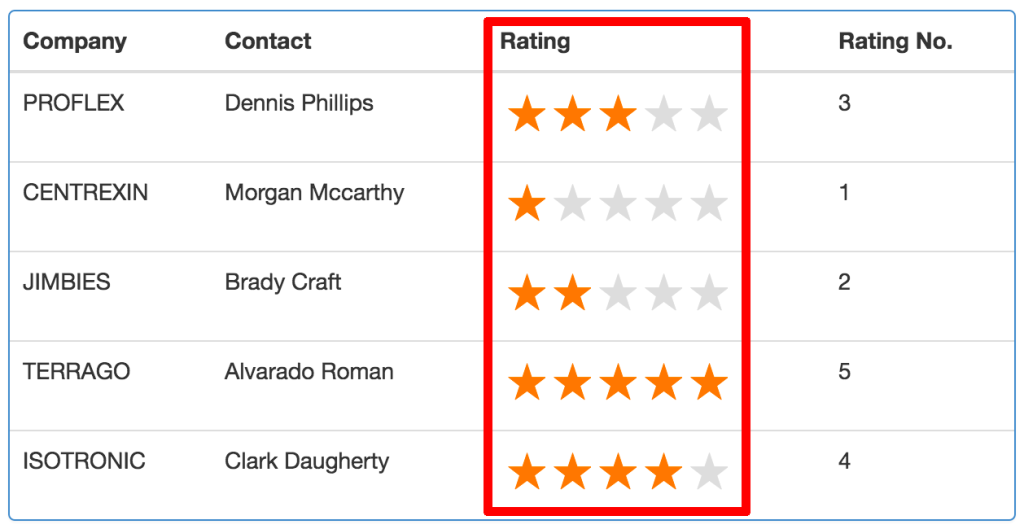 Company Contact Rating Rating No.
PROFLEX Dennis Phillips 3
CENTREXIN Morgan Mccarthy 1
JIMBIES Brady Craft 2
TERRAGO Alvarado Roman 5
ISOTRONIC Clark Daugherty 4